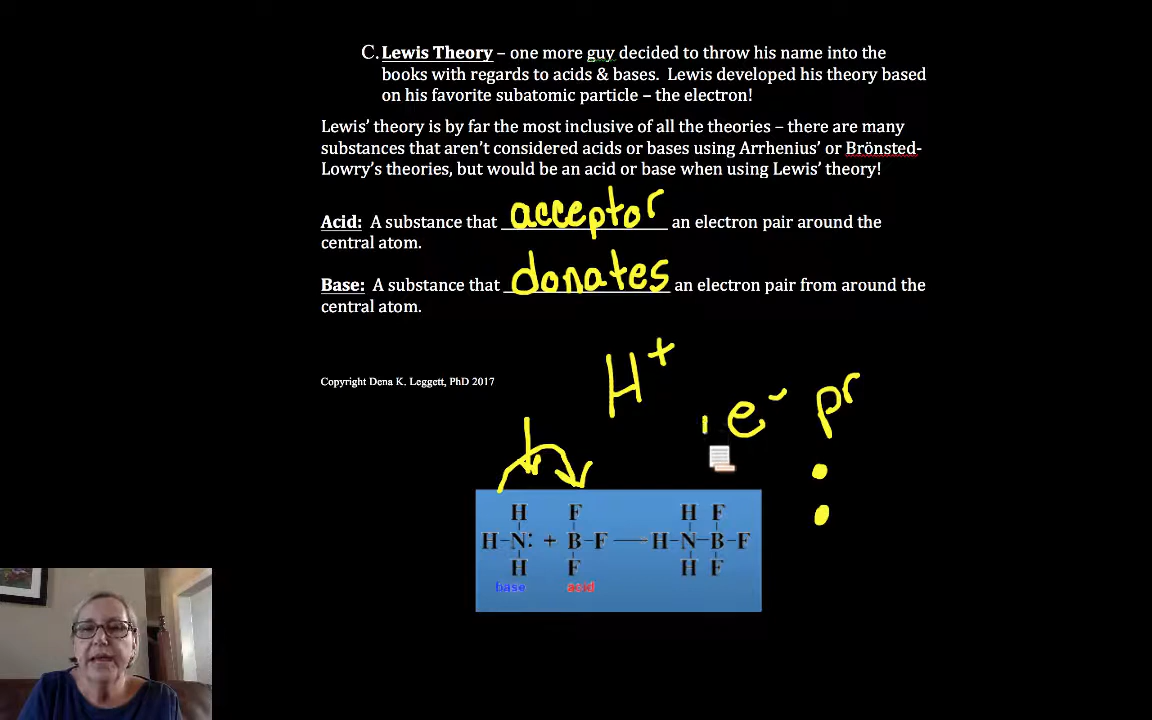 C. Lewis Theory – one more guy decided to throw his name into the
books with regards to acids & bases. Lewis developed his theory based
on his favorite subatomic particle – the electron!
Lewis' theory is by far the most inclusive of all the theories – there are many
substances that aren't considered acids or bases using Arrhenius' or Brönsted-
Lowry's theories, but would be an acid or base when using Lewis' theory!
Acid: A substance that acceptor an electron pair around the
central atom.
Base: A substance that donates an electron pair from around the
central atom.
H+
Copyright Dena K. Leggett, PhD 2017
e- pr
H F H F
H-N: + B-F → H-N-B-F
H F H F
base acid